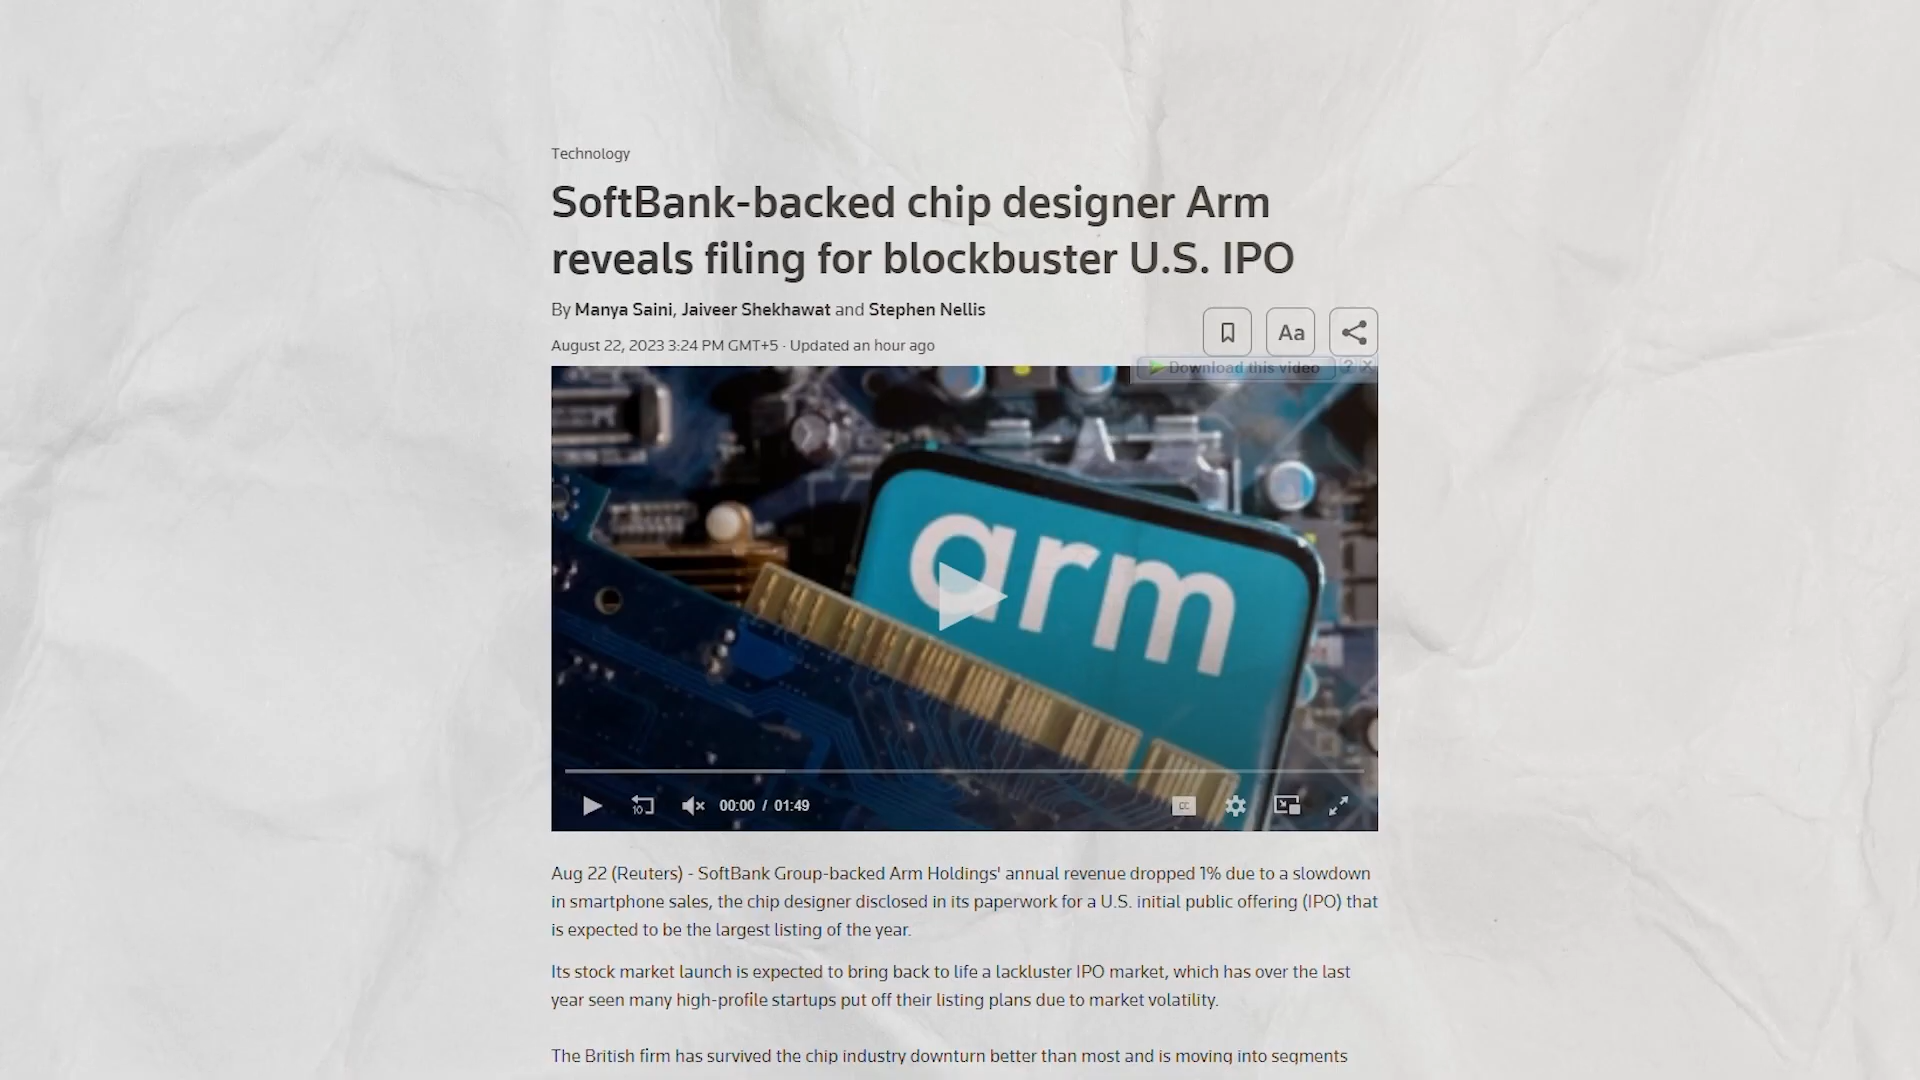 Technology
SoftBank-backed chip designer Arm
reveals filing for blockbuster U.S. IPO
By Manya Saini, Jaiveer Shekhawat and Stephen Nellis
August 22, 2023 3:24 PM GMT+5 · Updated an hour ago
Aa
Download this video ? X
arm
10
00:00 / 01:49
CC
Aug 22 (Reuters) - SoftBank Group-backed Arm Holdings' annual revenue dropped 1% due to a slowdown
in smartphone sales, the chip designer disclosed in its paperwork for a U.S. initial public offering (IPO) that
is expected to be the largest listing of the year.
Its stock market launch is expected to bring back to life a lackluster IPO market, which has over the last
year seen many high-profile startups put off their listing plans due to market volatility.
The British firm has survived the chip industry downturn better than most and is moving into segments